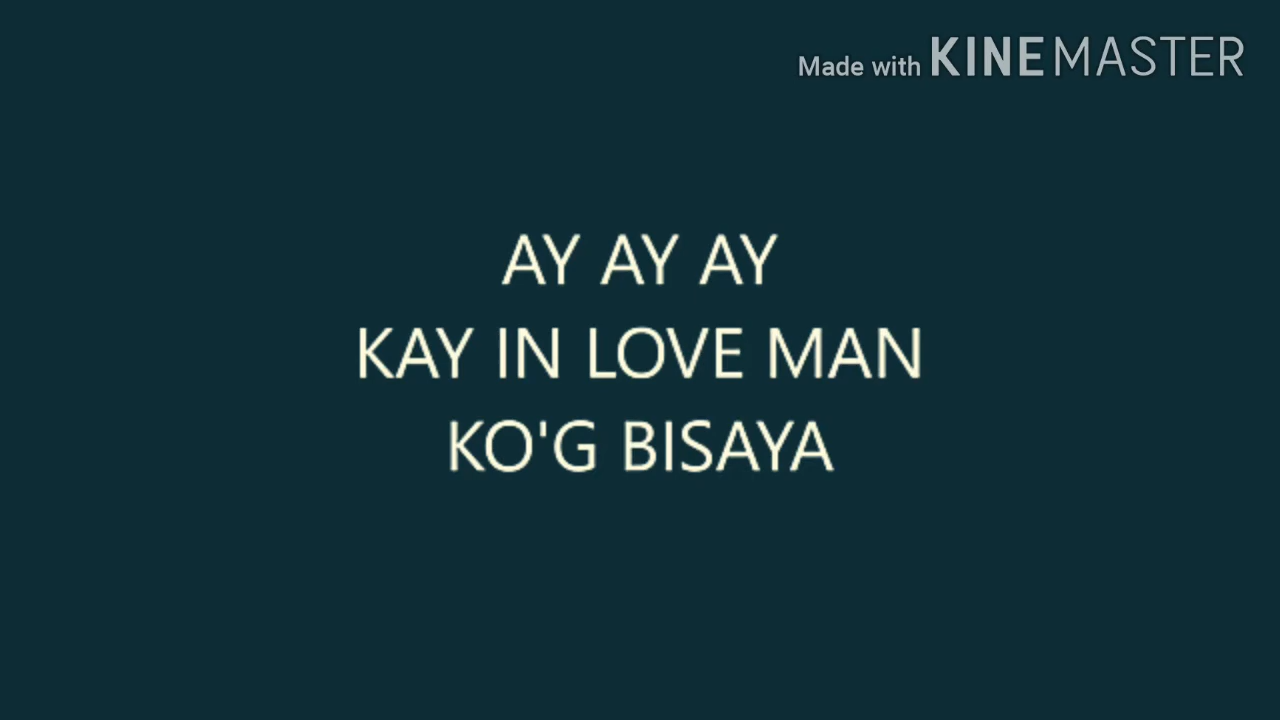 Made with KINEMASTER
AY AY AY
KAY IN LOVE MAN
KO'G BISAYA